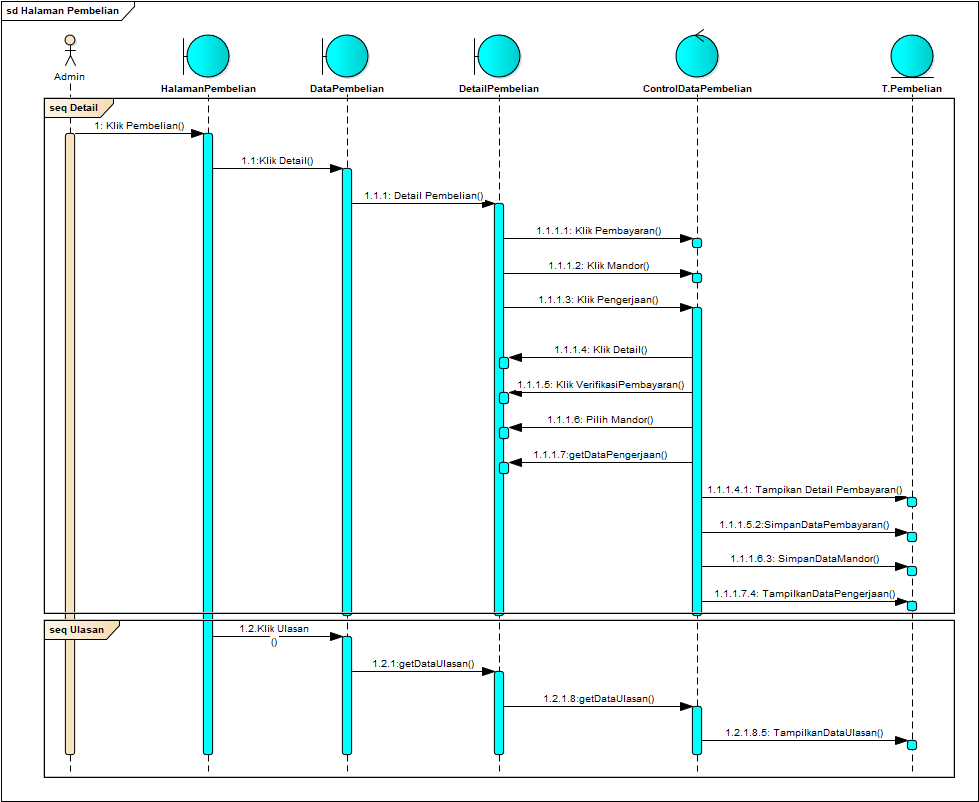 sd Halaman Pembelian
Admin
HalamanPembelian
DataPembelian
DetailPembelian
ControlDataPembelian
T.Pembelian
seq Detail
1: Klik Pembelian()
1.1:Klik Detail()
1.1.1: Detail Pembelian()
1.1.1.1: Klik Pembayaran()
1.1.1.2: Klik Mandor()
1.1.1.3: Klik Pengerjaan()
1.1.1.4: Klik Detail()
1.1.1.5: Klik VerifikasiPembayaran()
1.1.1.6: Pilih Mandor()
1.1.1.7:getDataPengerjaan()
1.1.1.4.1: Tampikan Detail Pembayaran()
1.1.1.5.2:SimpanDataPembayaran()
1.1.1.6.3: SimpanDataMandor()
1.1.1.7.4: TampilkanDataPengerjaan()
seq Ulasan
1.2.Klik Ulasan
()
1.2.1:getDataUlasan()
1.2.1.8:getDataUlasan()
1.2.1.8.5: TampilkanDataUlasan()